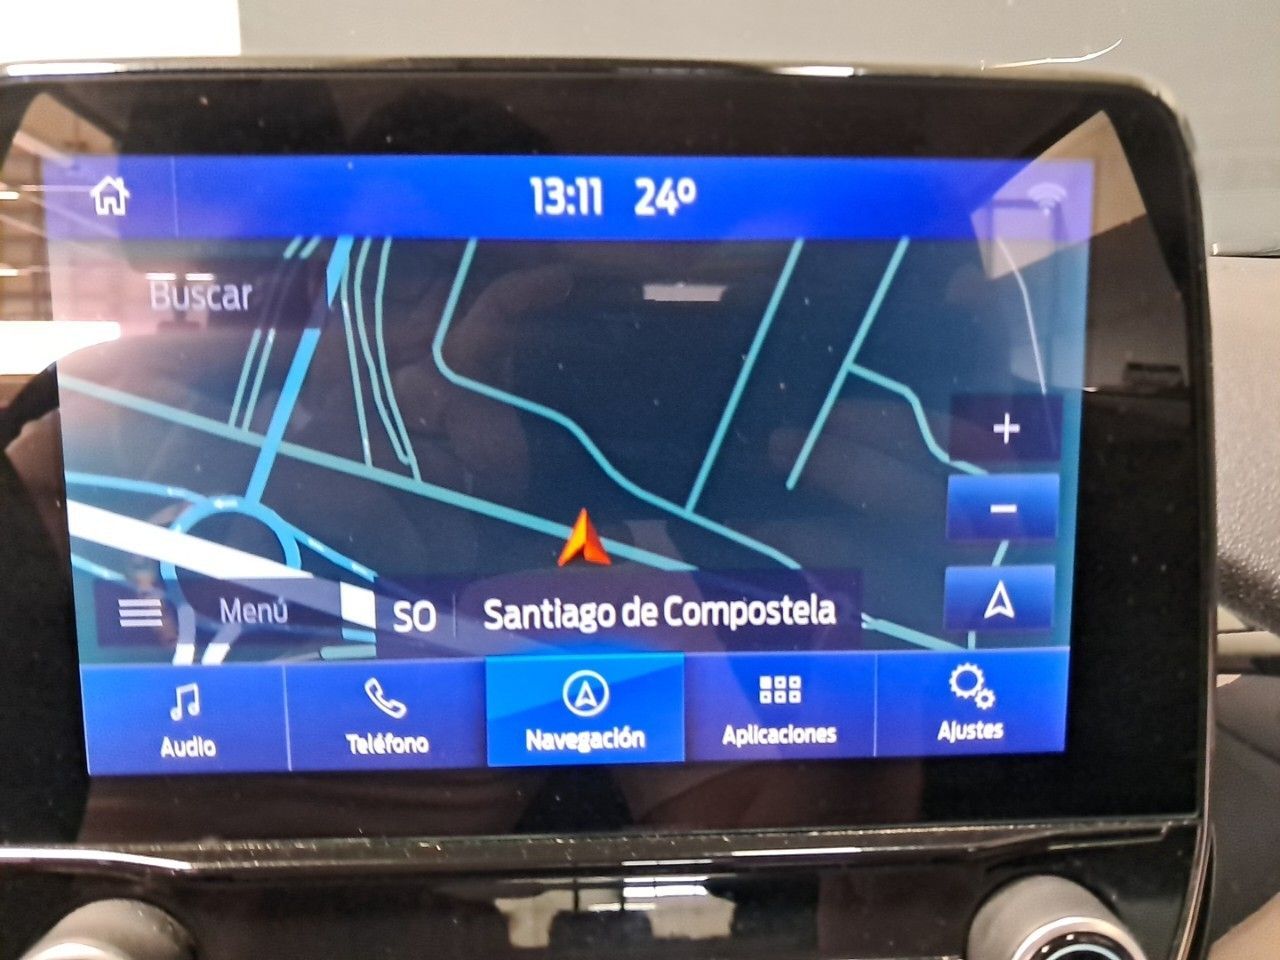 13:11 24º
Buscar
+
−
Menú
SO
Santiago de Compostela
Audio
Teléfono
Navegación
Aplicaciones
Ajustes